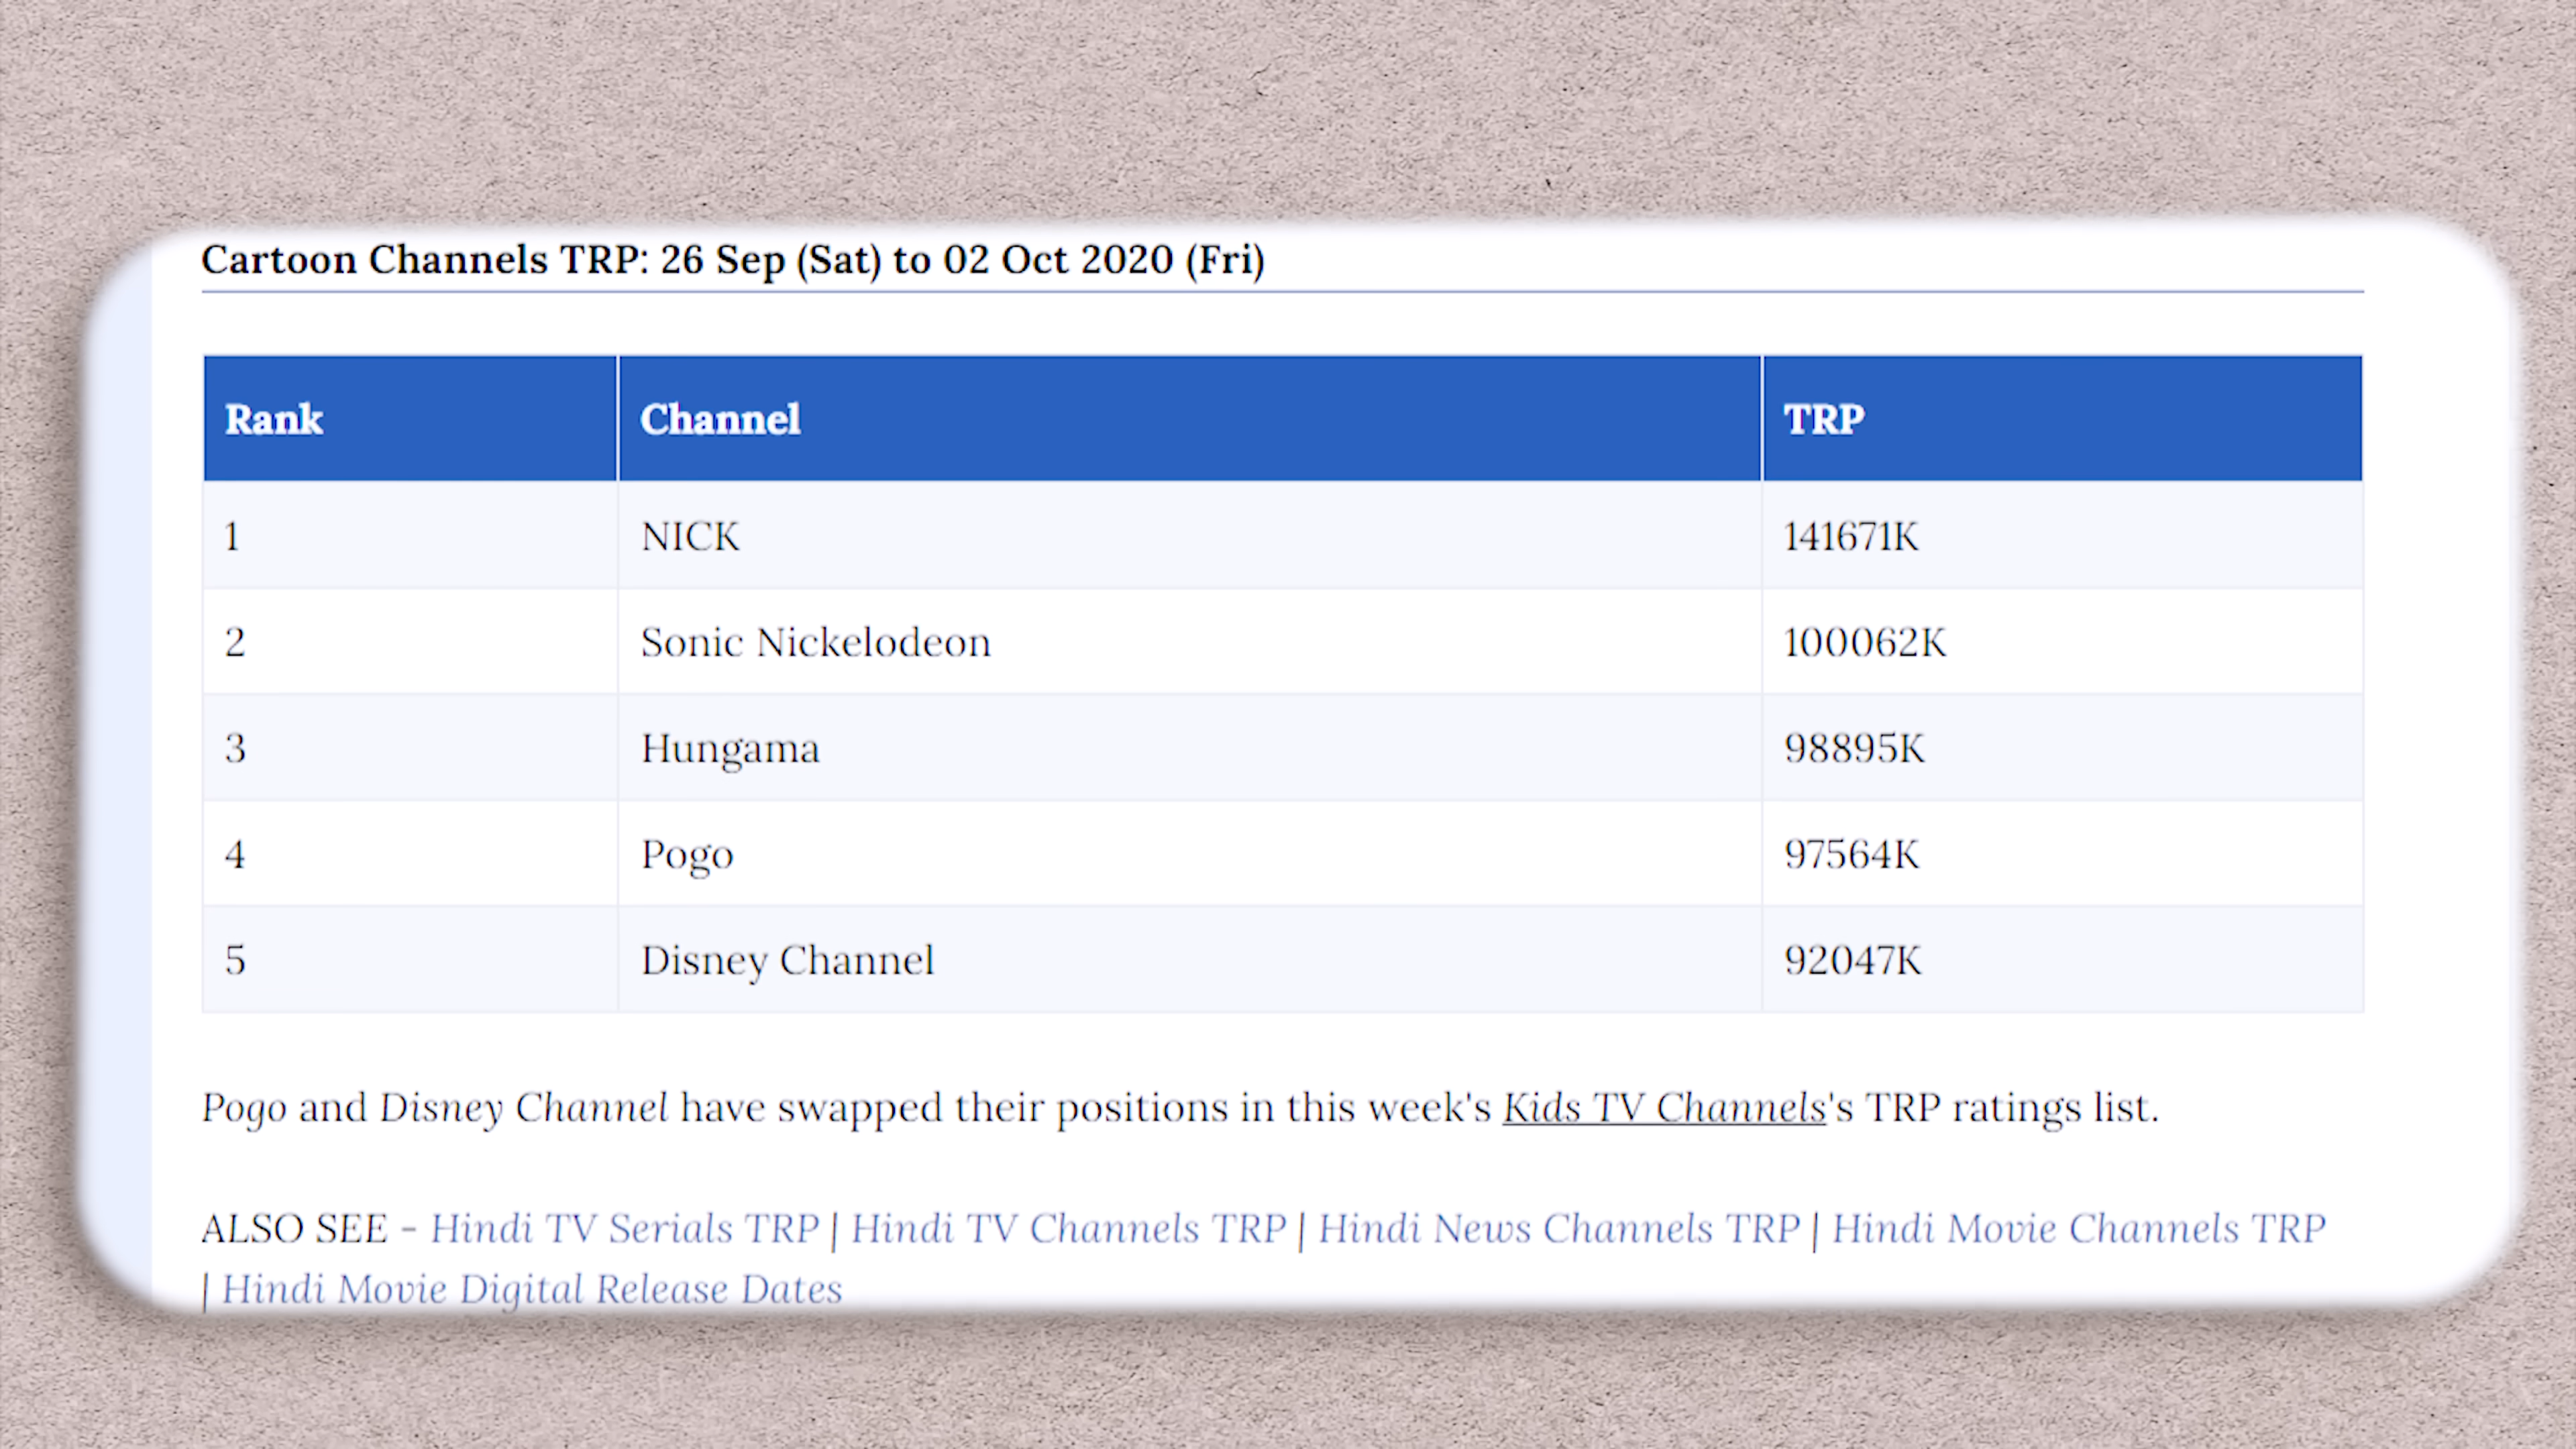 Cartoon Channels TRP: 26 Sep (Sat) to 02 Oct 2020 (Fri)
Rank Channel TRP
1 NICK 141671K
2 Sonic Nickelodeon 100062K
3 Hungama 98895K
4 Pogo 97564K
5 Disney Channel 92047K
Pogo and Disney Channel have swapped their positions in this week's Kids TV Channels's TRP ratings list.
ALSO SEE - Hindi TV Serials TRP | Hindi TV Channels TRP | Hindi News Channels TRP | Hindi Movie Channels TRP
| Hindi Movie Digital Release Dates